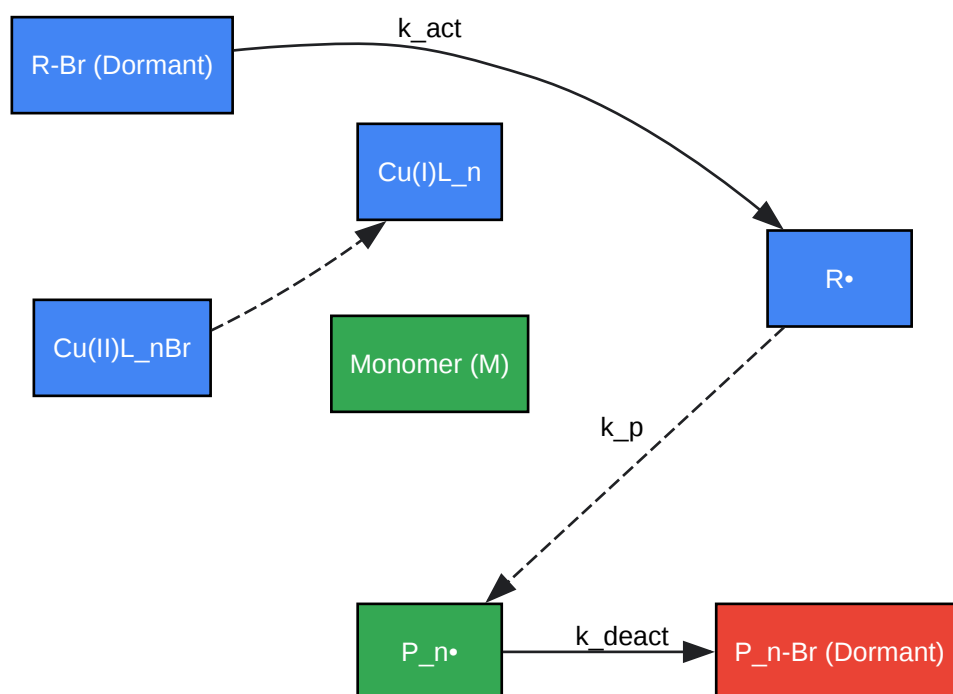 k_act
R-Br (Dormant)
Cu(I)L_n
R•
Cu(II)L_nBr
Monomer (M)
k_p
k_deact
P_n•
P_n-Br (Dormant)